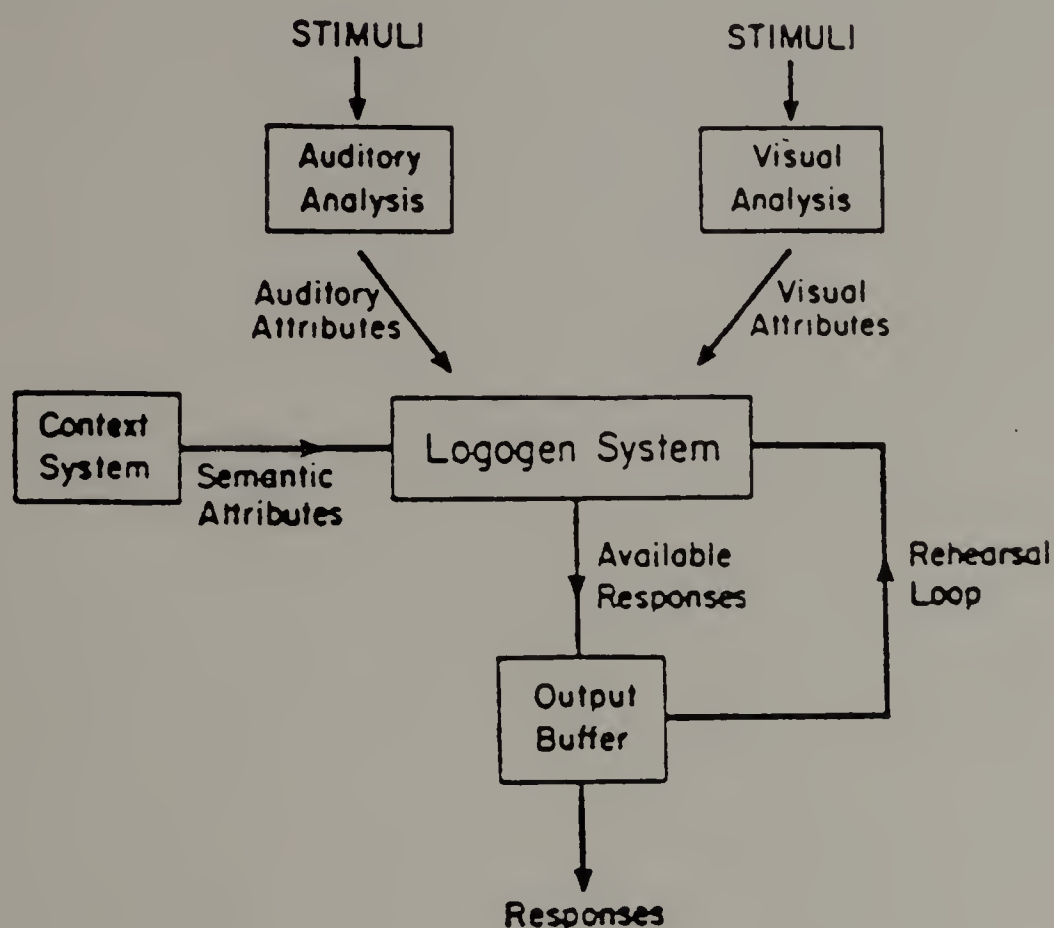 STIMULI
STIMULI
Auditory
Analysis
Visual
Analysis
Auditory
Attributes
Visual
Attributes
Context
System
Semantic
Attributes
Logogen System
Available
Responses
Rehearsal
Loop
Output
Buffer
Responses